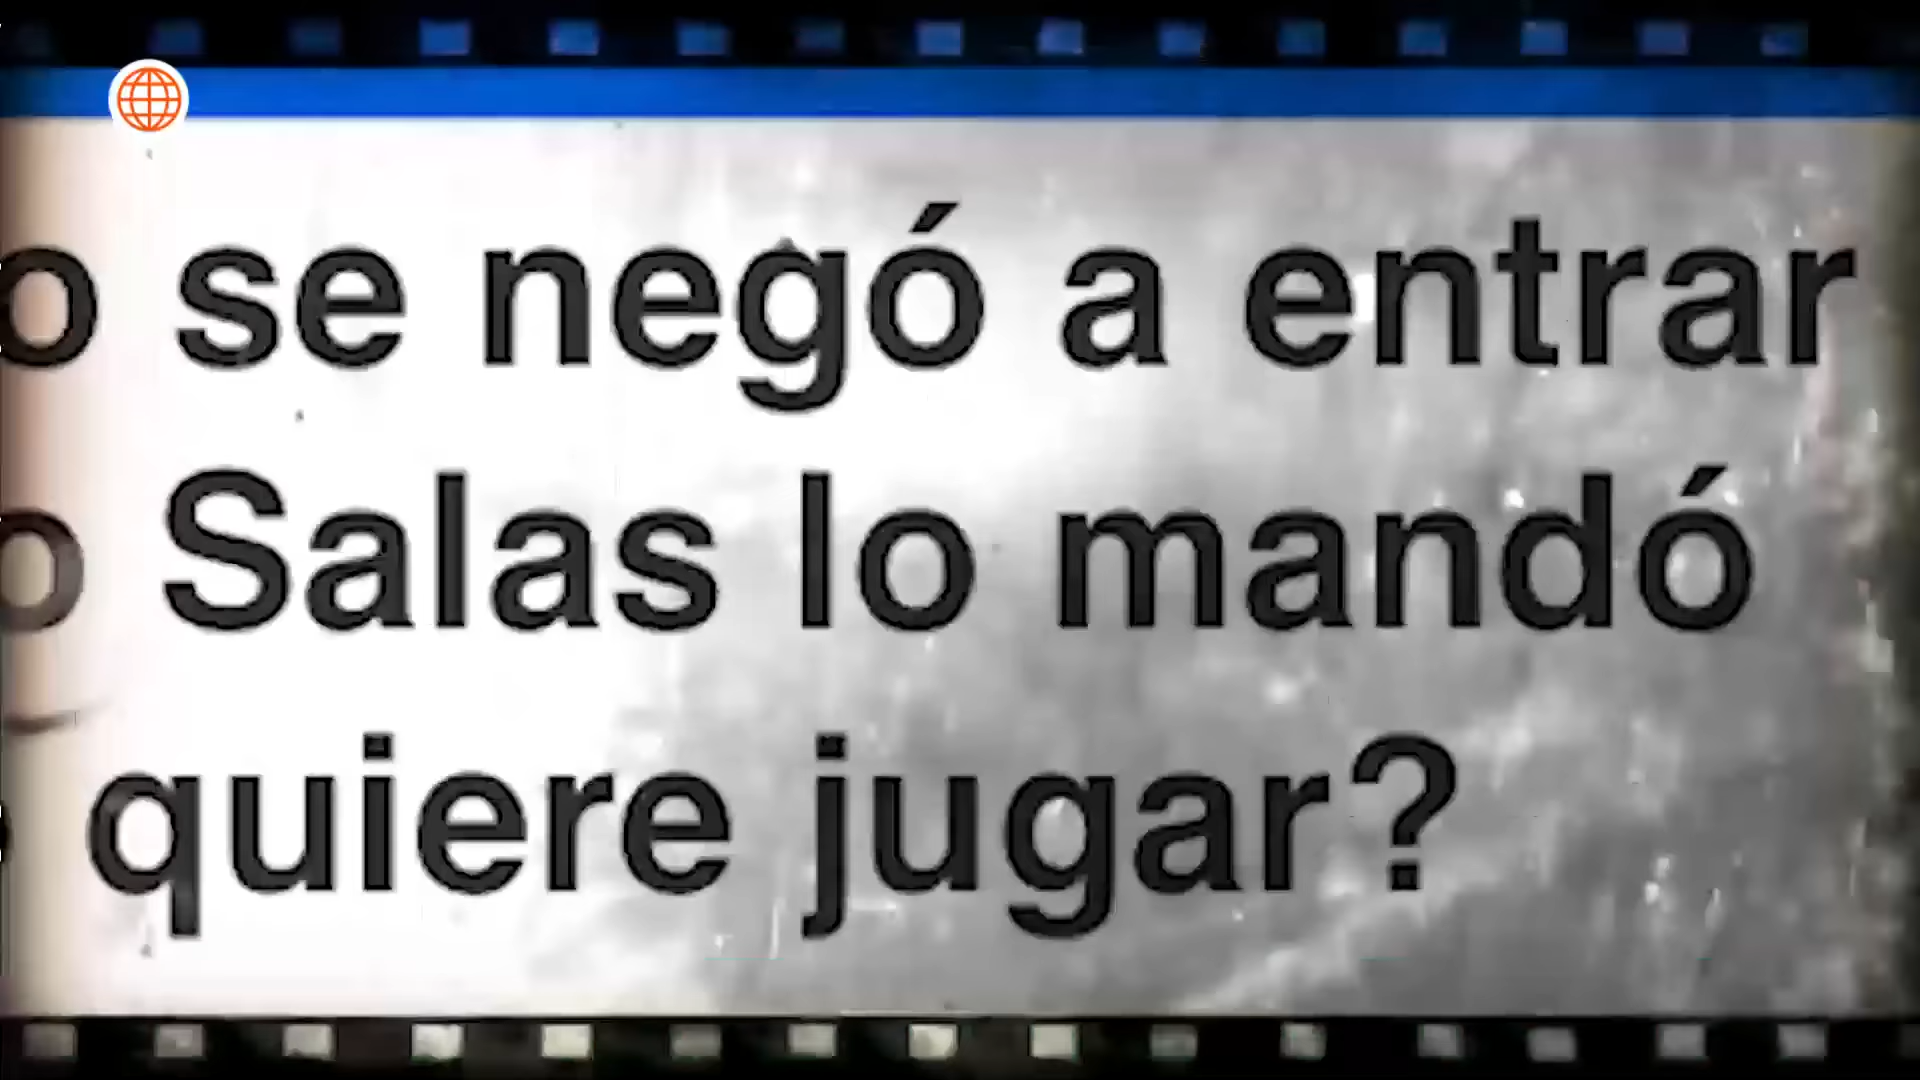 o se negó a entrar
o Salas lo mandó
quiere jugar?